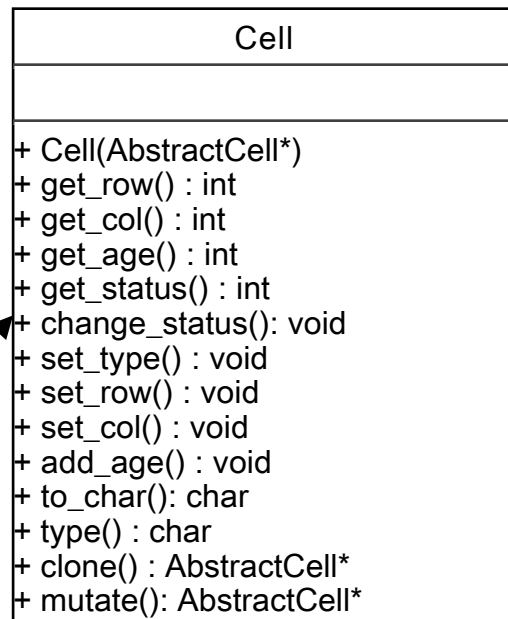 Cell
+ Cell(AbstractCell*)
+ get_row() : int
+ get_col() : int
+ get_age() : int
+ get_status() : int
+ change_status(): void
+ set_type() : void
+ set_row() : void
+ set_col() : void
+ add_age() : void
+ to_char(): char
+ type() : char
+ clone() : AbstractCell*
+ mutate(): AbstractCell*